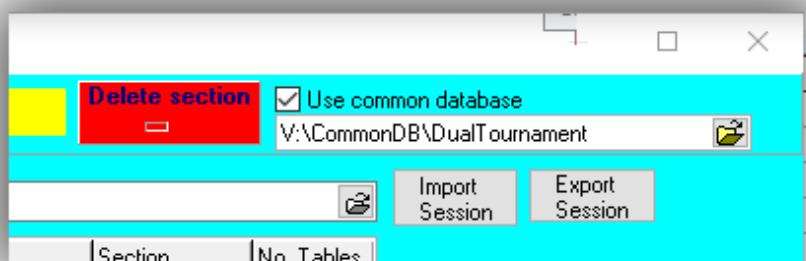 Delete section
Use common database
V:\CommonDB\DualTournament
Import
Session
Export
Session
Section
No. Tables